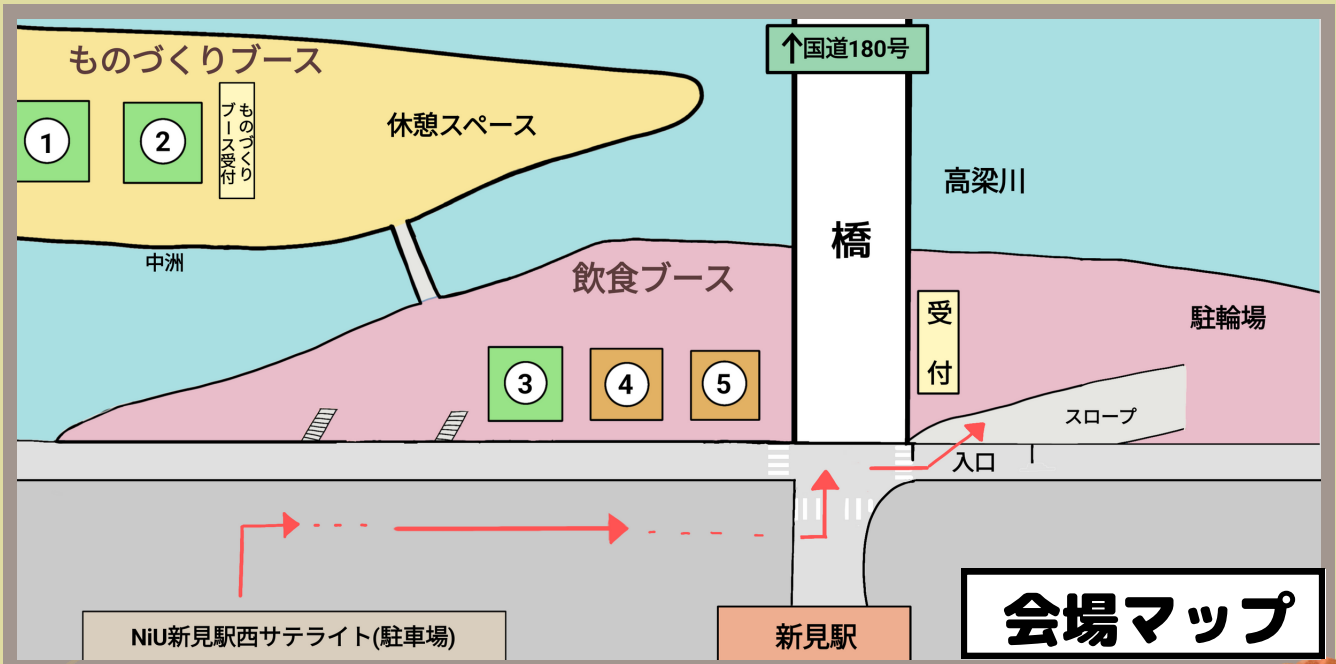 ものづくりブース
↑国道180号
1
2
ものづくり
ブース受付
休憩スペース
高梁川
橋
中洲
飲食ブース
受付
駐輪場
3
4
5
スロープ
入口
NiU新見駅西サテライト(駐車場)
新見駅
会場マップ